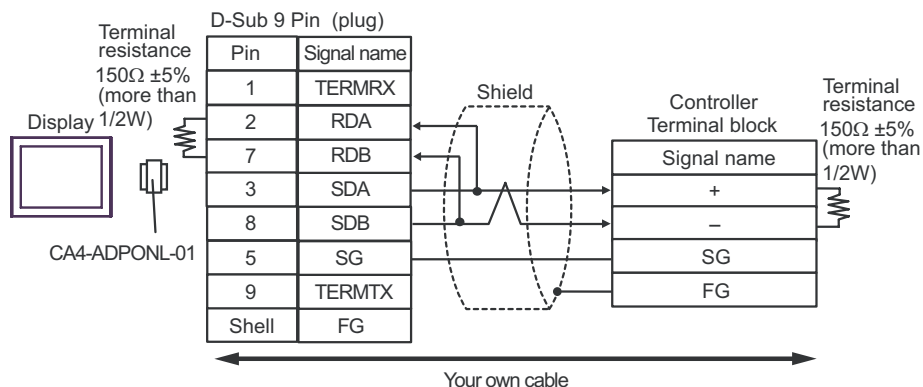 D-Sub 9 Pin (plug)
Terminal
resistance
150Ω ±5%
(more than
1/2W)
Display
CA4-ADPONL-01
Pin Signal name
1 TERMRX
2 RDA
7 RDB
3 SDA
8 SDB
5 SG
9 TERMTX
Shell FG
Shield
Controller
Terminal block
Signal name
+
–
SG
FG
Terminal
resistance
150Ω ±5%
(more than
1/2W)
Your own cable